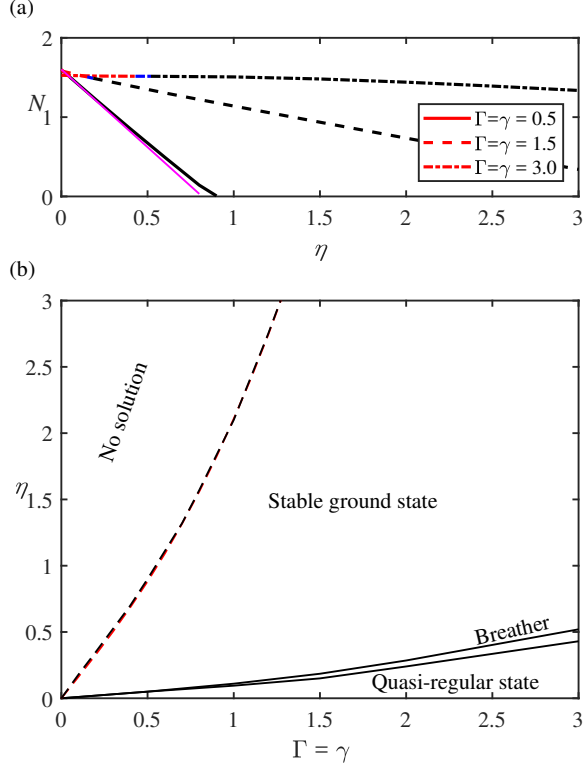 (a)
2
N
1
0
0
0.5
1
1.5
2
2.5
3
η
Γ=γ = 0.5
Γ=γ = 1.5
Γ=γ = 3.0
(b)
3
2.5
2
η
1.5
1
0.5
0
No solution
Stable ground state
Breather
Quasi-regular state
0
0.5
1
1.5
2
2.5
3
Γ = γ